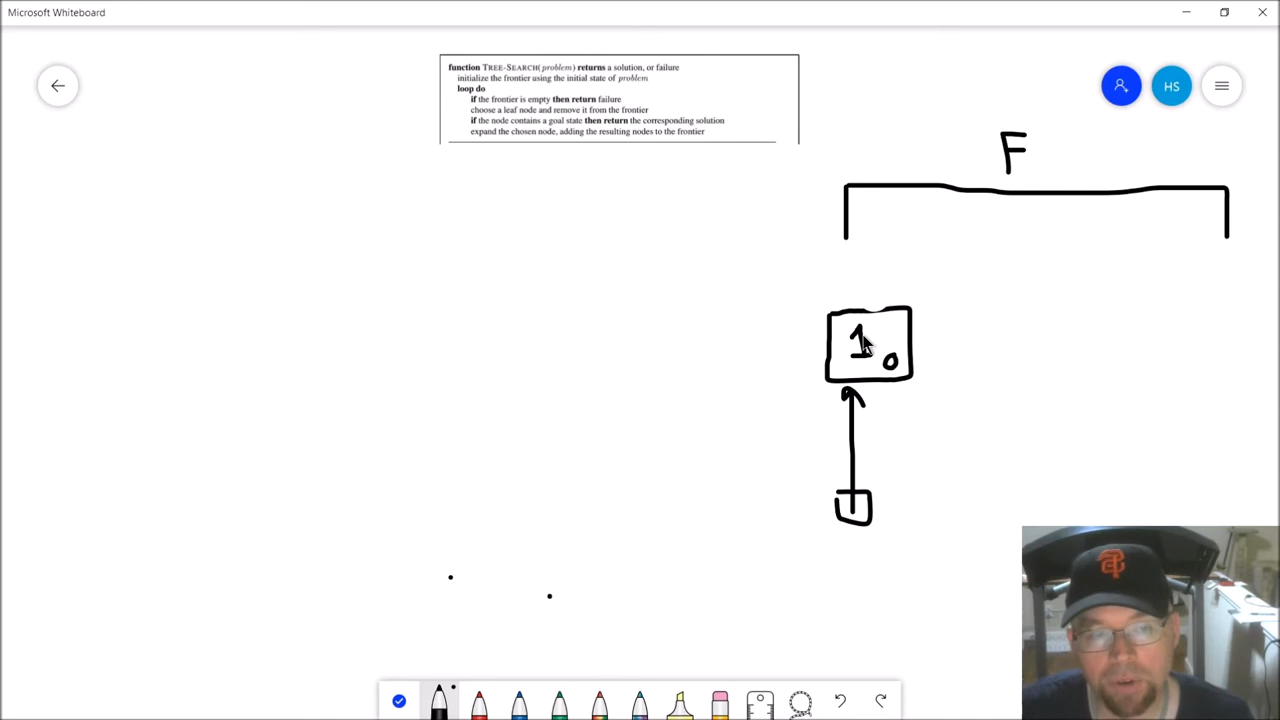 Microsoft Whiteboard
function TREE-SEARCH(problem) returns a solution, or failure
initialize the frontier using the initial state of problem
loop do
if the frontier is empty then return failure
choose a leaf node and remove it from the frontier
if the node contains a goal state then return the corresponding solution
expand the chosen node, adding the resulting nodes to the frontier
HS
F
1 0